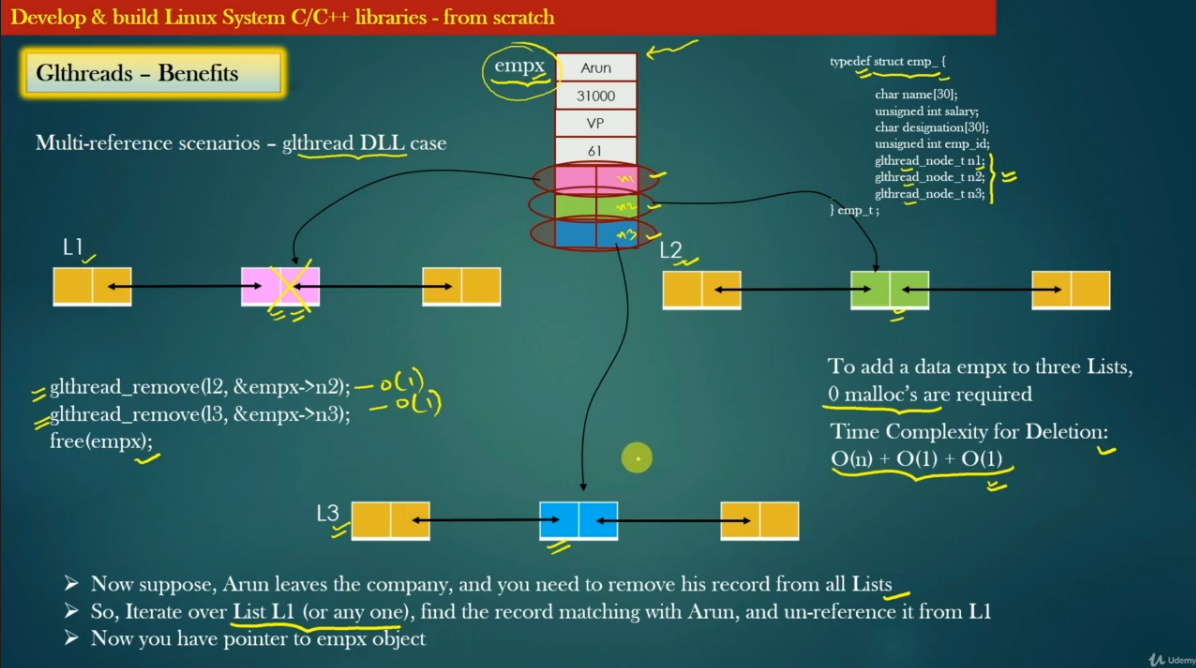 Develop & build Linux System C/C++ libraries - from scratch
Glthreads – Benefits
empx
Arun
31000
VP
61
n1
n2
n3
typedef struct emp_ {
char name[30];
unsigned int salary;
char designation[30];
unsigned int emp_id;
glthread_node_t n1;
glthread_node_t n2;
glthread_node_t n3;
} emp_t ;
Multi-reference scenarios – glthread DLL case
L1
L2
glthread_remove(l2, &empx->n2); – o(1)
glthread_remove(l3, &empx->n3); – o(1)
free(empx);
To add a data empx to three Lists,
0 malloc's are required
Time Complexity for Deletion:
O(n) + O(1) + O(1)
L3
➢ Now suppose, Arun leaves the company, and you need to remove his record from all Lists
➢ So, Iterate over List L1 (or any one), find the record matching with Arun, and un-reference it from L1
➢ Now you have pointer to empx object
Udemy